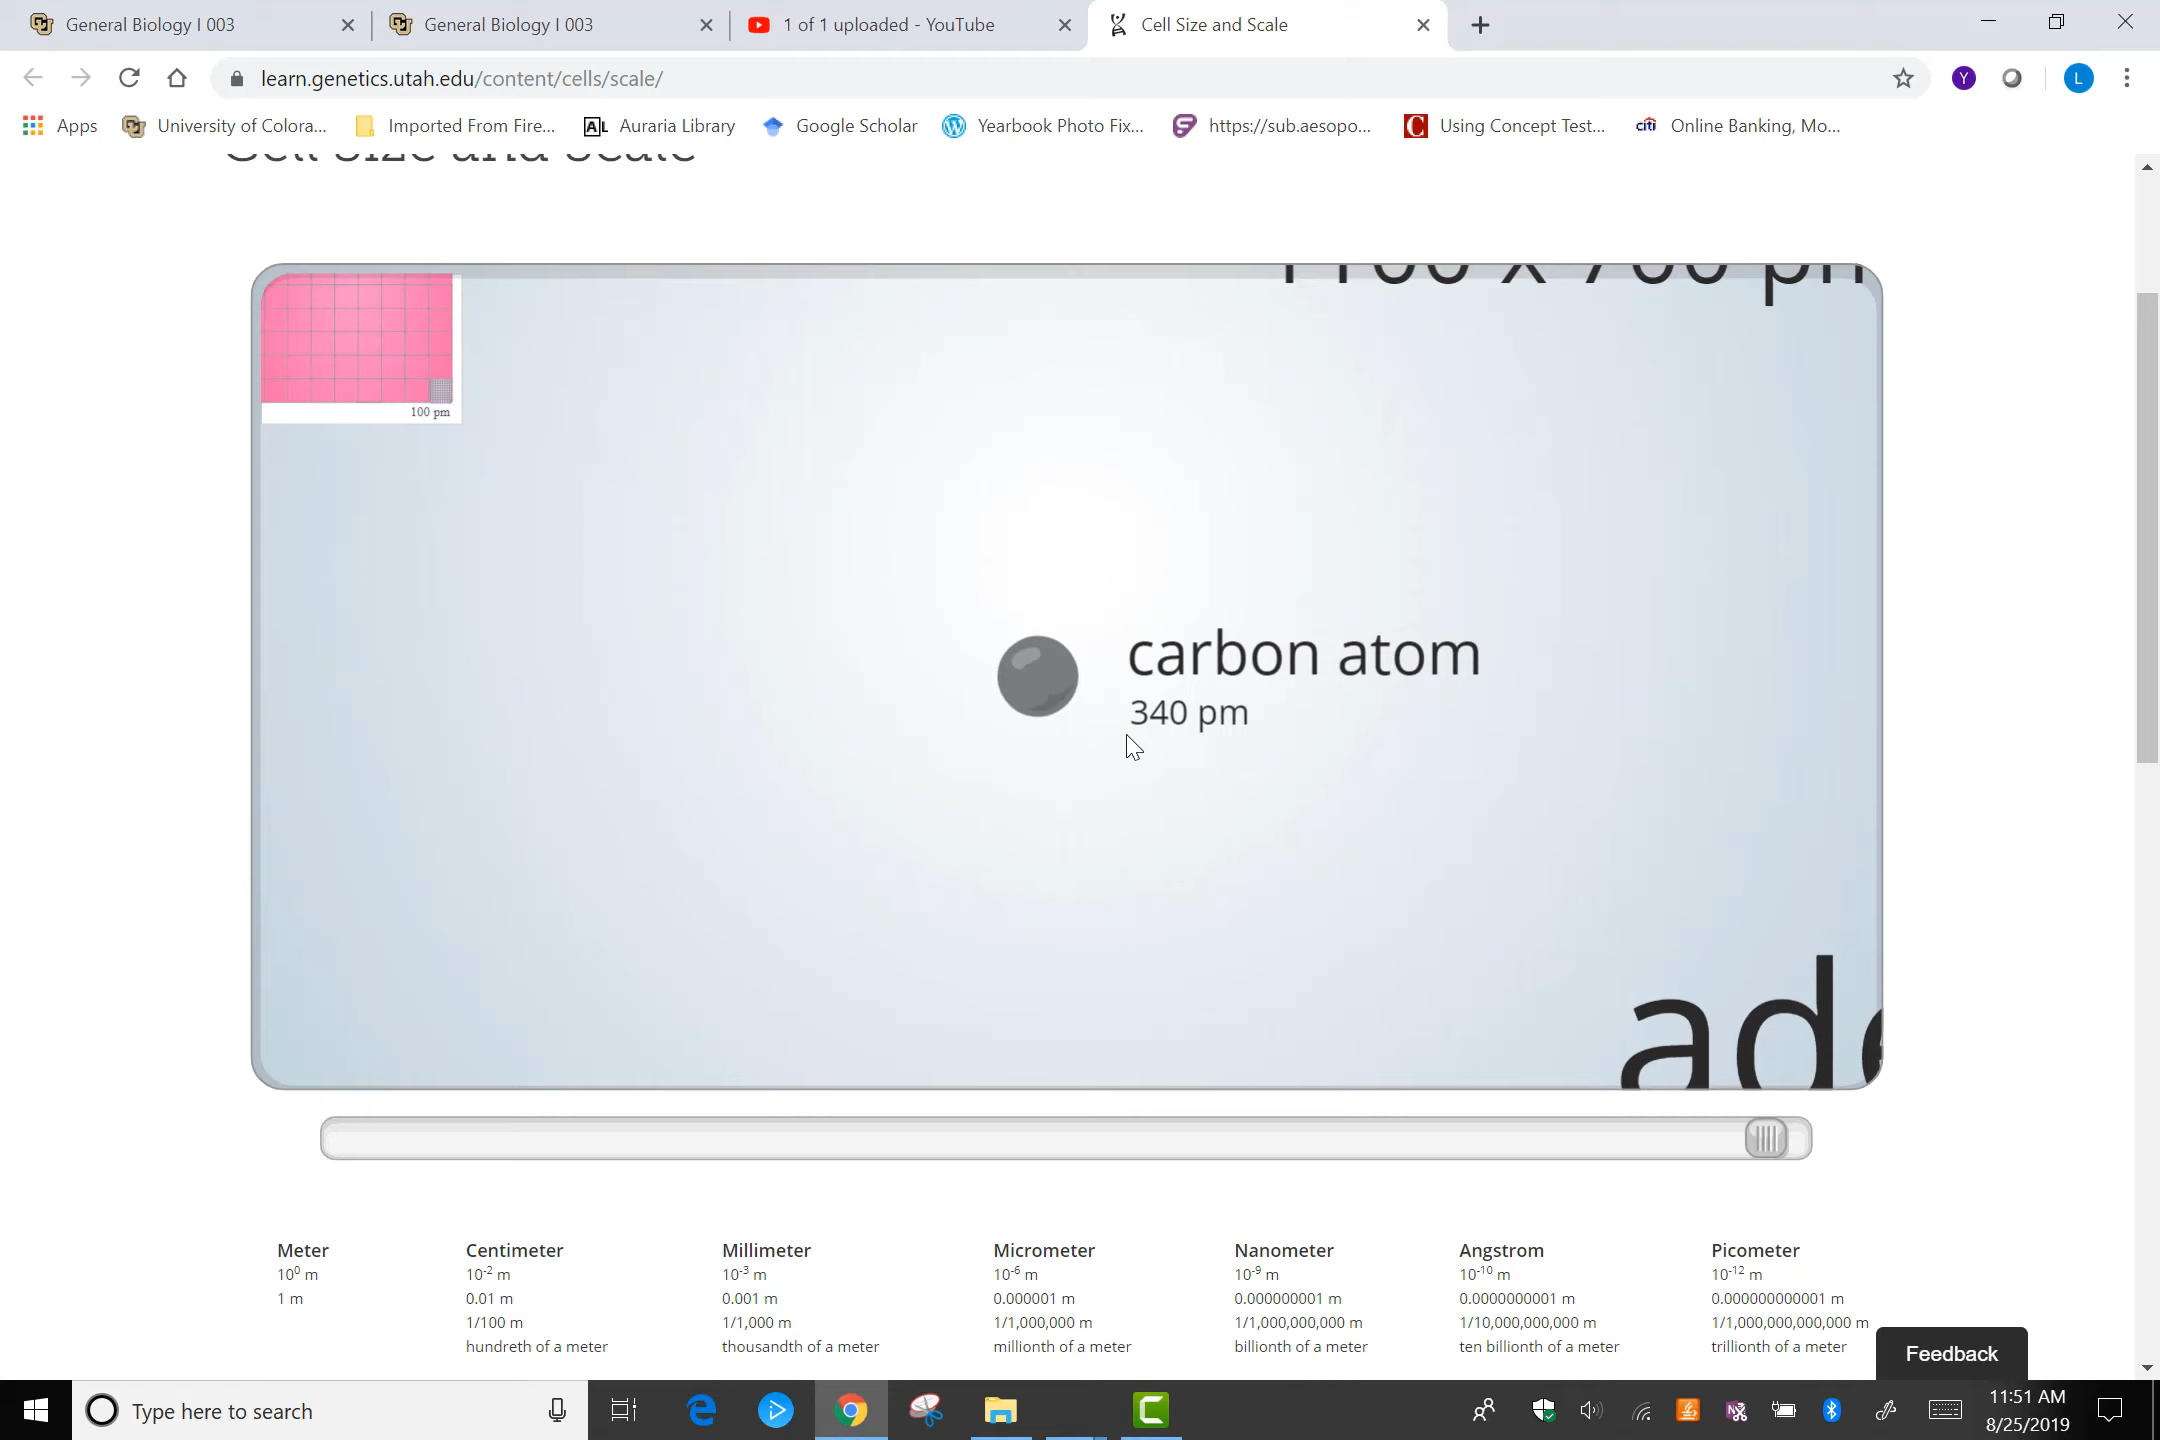 General Biology I 003
General Biology I 003
1 of 1 uploaded - YouTube
Cell Size and Scale
learn.genetics.utah.edu/content/cells/scale/
Y
L
Apps
University of Colora...
Imported From Fire...
AL Auraria Library
Google Scholar
Yearbook Photo Fix...
https://sub.aesopo...
C Using Concept Test...
citi Online Banking, Mo...
Cell Size and Scale
100 pm
carbon atom
340 pm
ade
Meter
10⁰ m
1 m
Centimeter
10⁻² m
0.01 m
1/100 m
hundreth of a meter
Millimeter
10⁻³ m
0.001 m
1/1,000 m
thousandth of a meter
Micrometer
10⁻⁶ m
0.000001 m
1/1,000,000 m
millionth of a meter
Nanometer
10⁻⁹ m
0.000000001 m
1/1,000,000,000 m
billionth of a meter
Angstrom
10⁻¹⁰ m
0.0000000001 m
1/10,000,000,000 m
ten billionth of a meter
Picometer
10⁻¹² m
0.000000000001 m
1/1,000,000,000,000 m
trillionth of a meter
Feedback
Type here to search
11:51 AM
8/25/2019